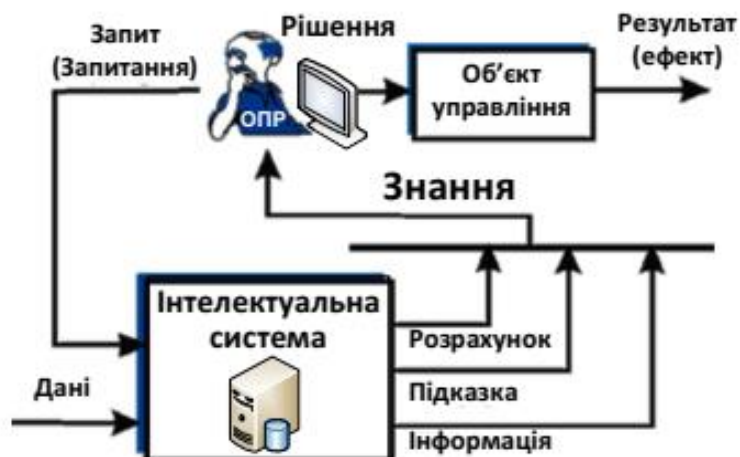 Запит
(Запитання)
Рішення
Результат
(ефект)
ОПР
Об’єкт
управління
Знання
Інтелектуальна
система
Розрахунок
Дані
Підказка
Інформація